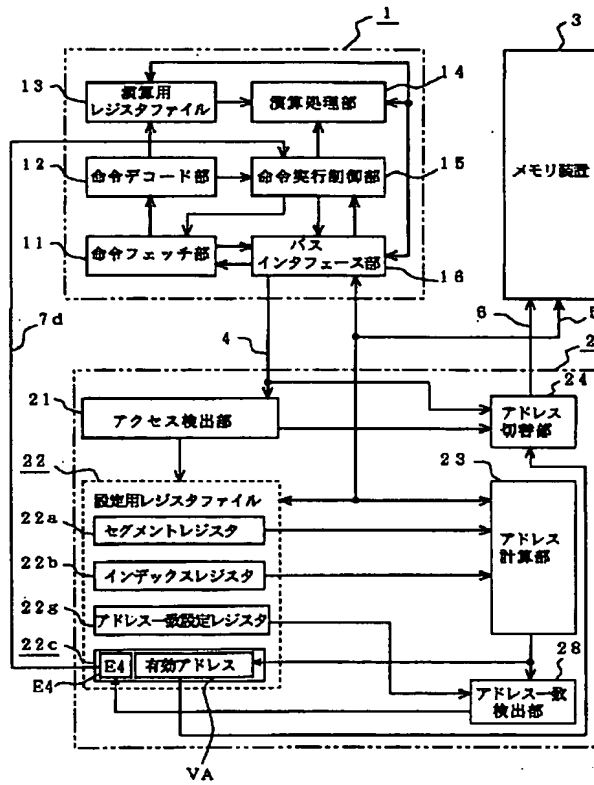 1
3
13
演算用
レジスタファイル
演算処理部
14
12
命令デコード部
命令実行制御部
15
メモリ装置
11
命令フェッチ部
バス
インタフェース部
16
7d
4
6
5
2
21
アクセス検出部
24
アドレス
切替部
22
設定用レジスタファイル
23
22a
セグメントレジスタ
アドレス
計算部
22b
インデックスレジスタ
22g
アドレス一致設定レジスタ
22c
E4
有効アドレス
28
E4
アドレス一致
検出部
VA